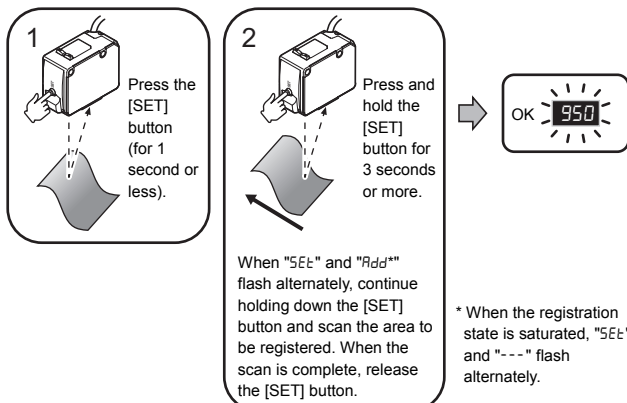 1
Press the
[SET]
button
(for 1
second or
less).
2
Press and
hold the
[SET]
button for
3 seconds
or more.
When "SEt" and "Add*"
flash alternately, continue
holding down the [SET]
button and scan the area to
be registered. When the
scan is complete, release
the [SET] button.
OK 950
* When the registration
state is saturated, "SEt"
and "---" flash
alternately.